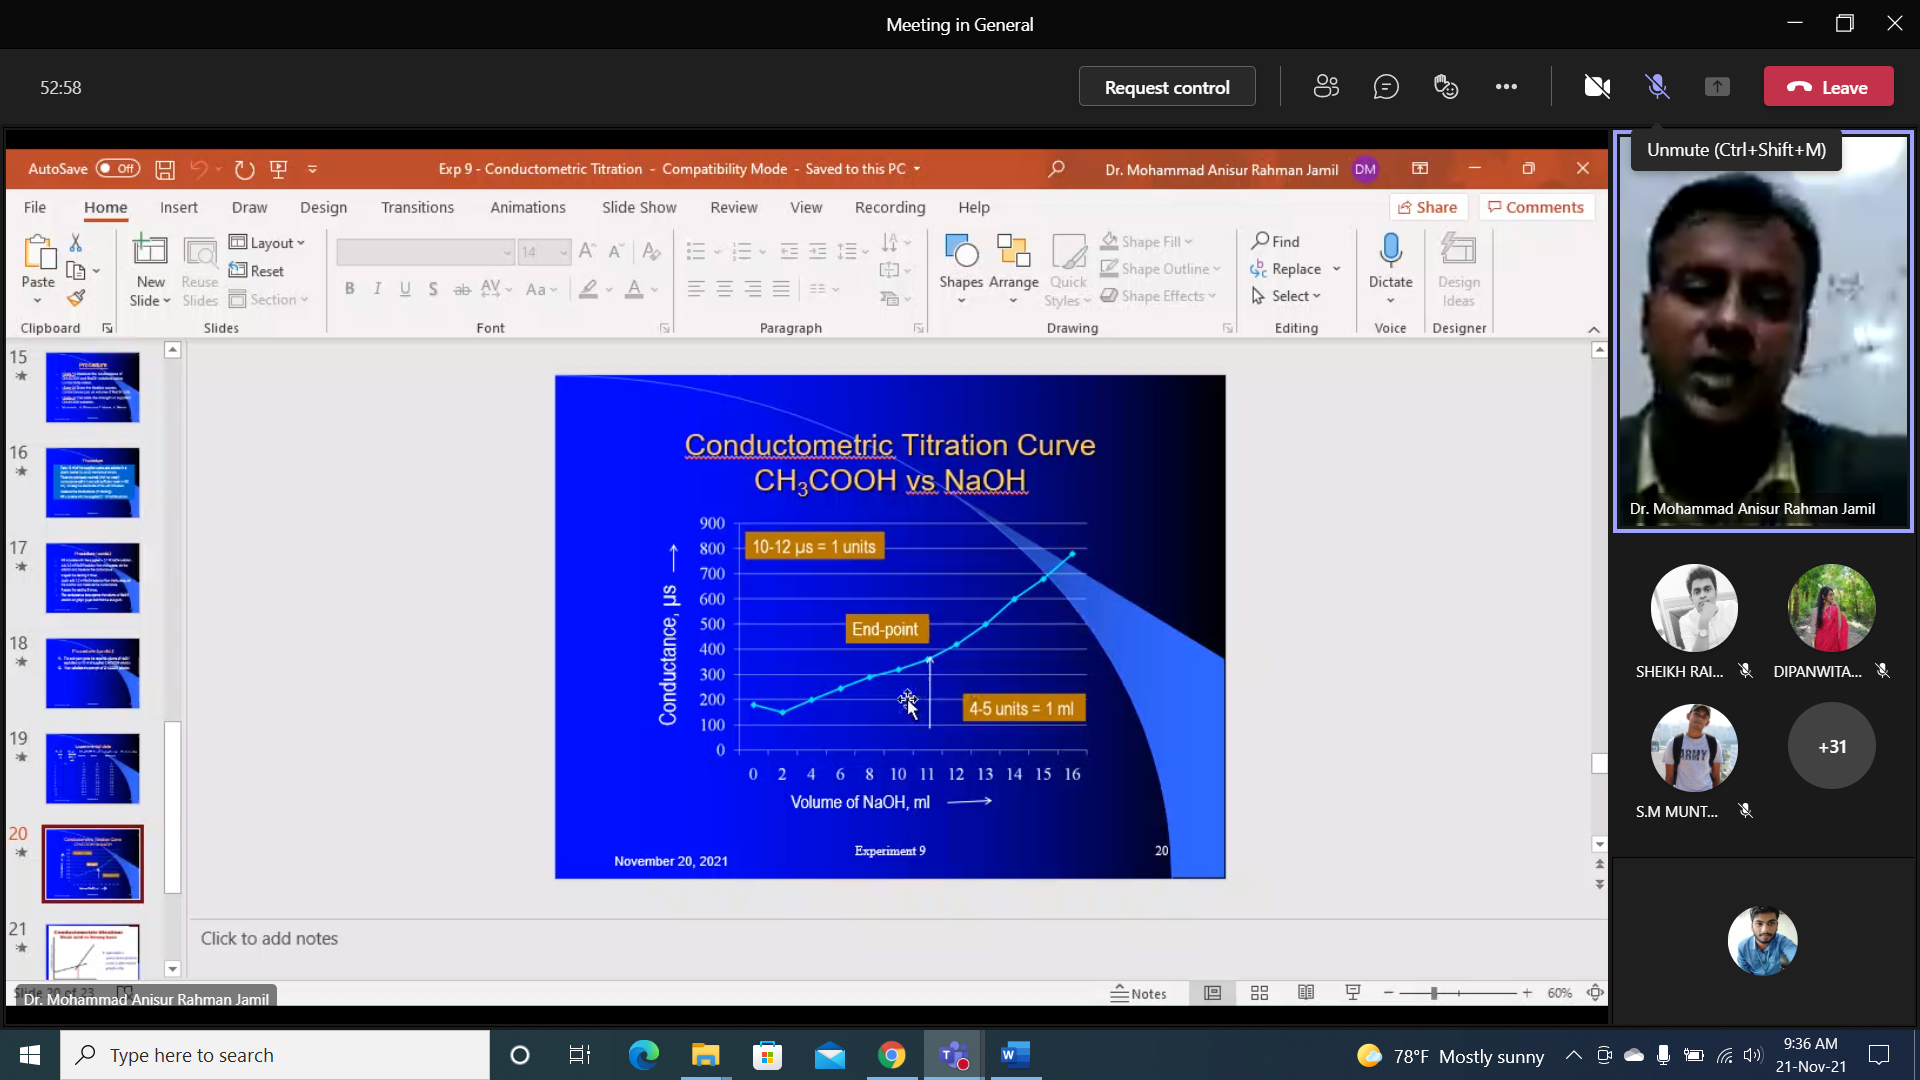 Meeting in General
52:58
Request control
Leave
Unmute (Ctrl+Shift+M)
AutoSave Off
Exp 9 - Conductometric Titration - Compatibility Mode - Saved to this PC
Dr. Mohammad Anisur Rahman Jamil DM
File Home Insert Draw Design Transitions Animations Slide Show Review View Recording Help
Share Comments
Paste
New Slide
Reuse Slides
Layout
Reset
Section
14
B I U S ab AV Aa A
Shapes Arrange Quick Styles
Shape Fill
Shape Outline
Shape Effects
Find
Replace
Select
Dictate
Design Ideas
Clipboard Slides Font Paragraph Drawing Editing Voice Designer
15
Procedure
16
17
18
19
20
21
Conductometric Titration Curve
CH3COOH vs NaOH
900
800
700
600
500
400
300
200
100
0
Conductance, µs
10-12 µs = 1 units
End-point
4-5 units = 1 ml
0 2 4 6 8 10 11 12 13 14 15 16
Volume of NaOH, ml
November 20, 2021
Experiment 9
20
Click to add notes
Slide 20 of 23
Dr. Mohammad Anisur Rahman Jamil
Notes
60%
Dr. Mohammad Anisur Rahman Jamil
SHEIKH RAI...
DIPANWITA...
ARMY
S.M MUNT...
+31
Type here to search
78°F Mostly sunny
9:36 AM
21-Nov-21